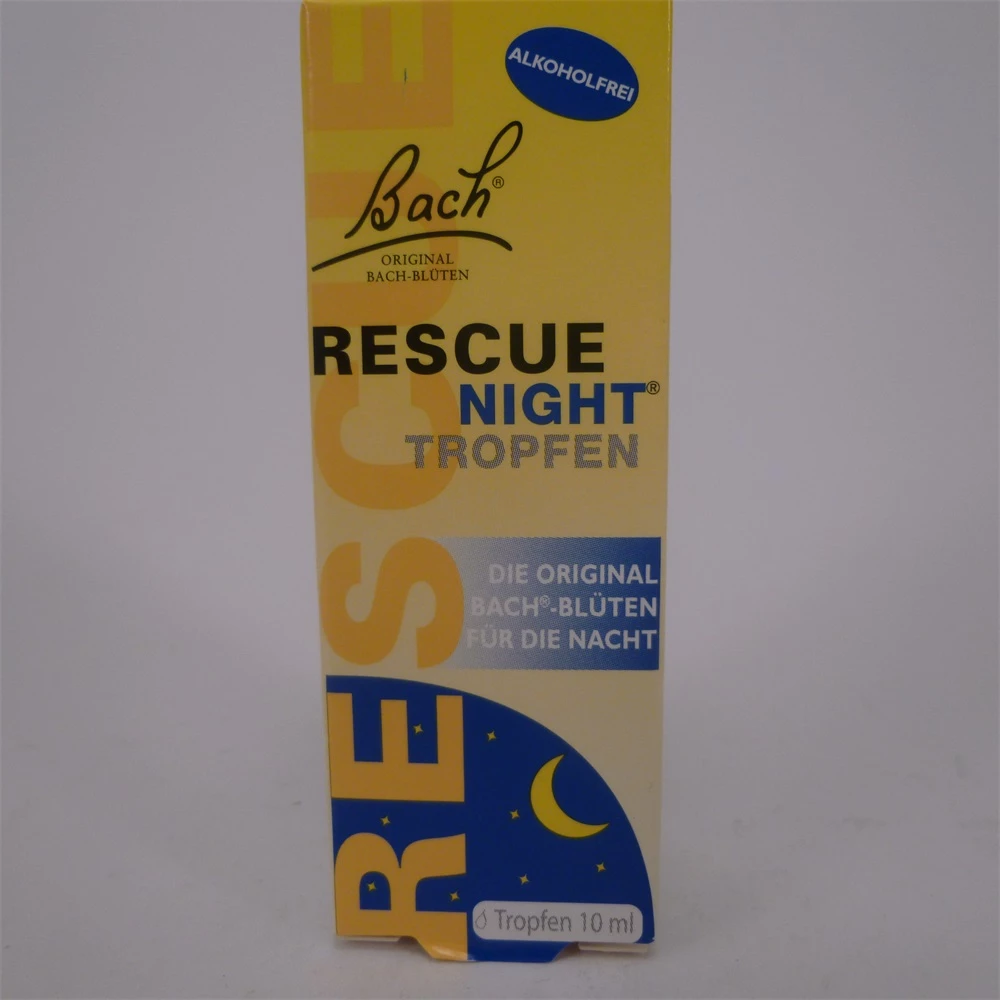 ALKOHOLFREI
Bach®
ORIGINAL
BACH-BLÜTEN
RESCUE
NIGHT®
TROPFEN
DIE ORIGINAL
BACH®-BLÜTEN
FÜR DIE NACHT
RESCUE
Tropfen 10 ml